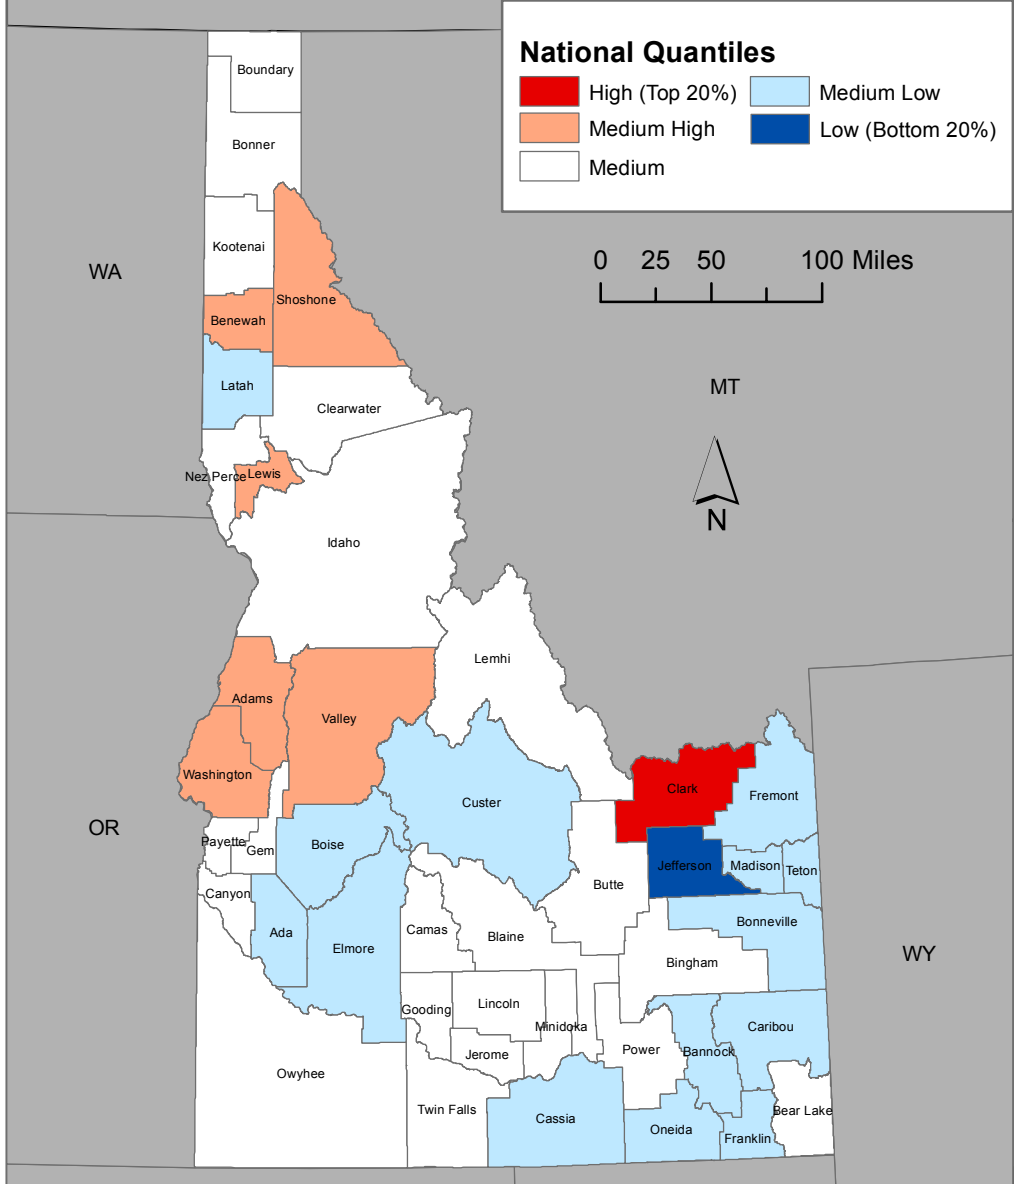 National Quantiles
High (Top 20%)
Medium Low
Medium High
Low (Bottom 20%)
Medium
0 25 50 100 Miles
WA
MT
N
OR
WY
Boundary
Bonner
Kootenai
Shoshone
Benewah
Latah
Clearwater
Nez Perce
Lewis
Idaho
Lemhi
Adams
Valley
Washington
Clark
Fremont
Custer
Payette
Gem
Boise
Jefferson
Madison
Teton
Butte
Canyon
Ada
Elmore
Camas
Blaine
Bonneville
Bingham
Gooding
Lincoln
Minidoka
Jerome
Power
Bannock
Caribou
Owyhee
Twin Falls
Cassia
Oneida
Franklin
Bear Lake